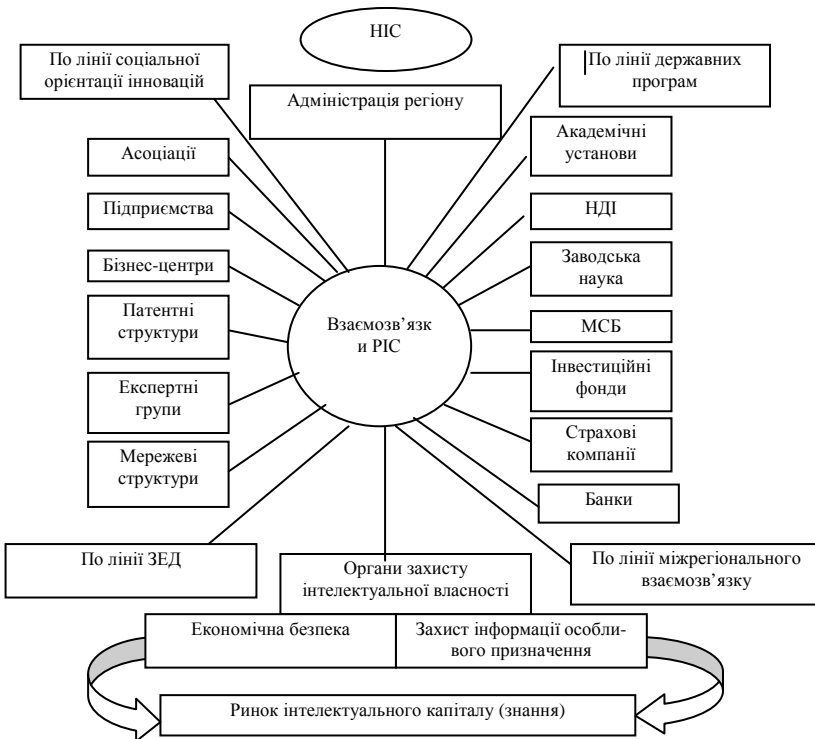 НІС
По лінії соціальної
орієнтації інновацій
По лінії державних
програм
Адміністрація регіону
Асоціації
Академічні
установи
Підприємства
НДІ
Бізнес-центри
Заводська
наука
Патентні
структури
Взаємозв’язк
и РІС
МСБ
Експертні
групи
Інвестиційні
фонди
Мережеві
структури
Страхові
компанії
Банки
По лінії ЗЕД
Органи захисту
інтелектуальної власності
По лінії міжрегіонального
взаємозв’язку
Економічна безпека
Захист інформації особли-
вого призначення
Ринок інтелектуального капіталу (знання)